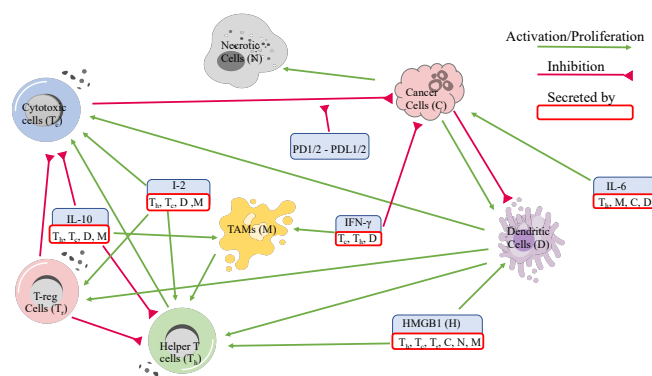 Activation/Proliferation
Inhibition
Secreted by
Necrotic
Cells (N)
Cytotoxic
cells (Tc)
Cancer
Cells (C)
PD1/2 - PDL1/2
I-2
Th, Tc, D ,M
IL-6
Th, M, C, D
IL-10
Th, Tc, D, M
TAMs (M)
IFN-γ
Tc, Th, D
Dendritic
Cells (D)
T-reg
Cells (Tr)
HMGB1 (H)
Th, Tc, Tr, C, N, M
Helper T
cells (Th)